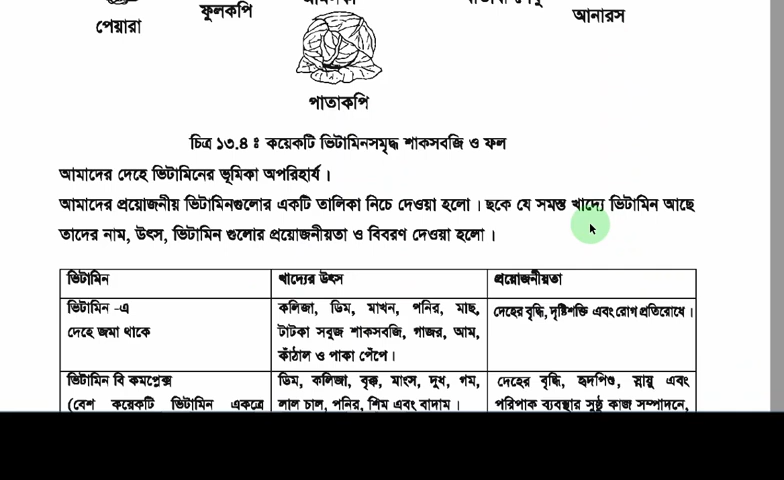 পেয়ারা
ফুলকপি
আনারস
পাতাকপি
চিত্র ১৩.৪ ঃ কয়েকটি ভিটামিনসমৃদ্ধ শাকসবজি ও ফল
আমাদের দেহে ভিটামিনের ভূমিকা অপরিহার্য।
আমাদের প্রয়োজনীয় ভিটামিনগুলোর একটি তালিকা নিচে দেওয়া হলো। ছকে যে সমস্ত খাদ্যে ভিটামিন আছে
তাদের নাম, উৎস, ভিটামিন গুলোর প্রয়োজনীয়তা ও বিবরণ দেওয়া হলো।
ভিটামিন খাদ্যের উৎস প্রয়োজনীয়তা
ভিটামিন -এ কলিজা, ডিম, মাখন, পনির, মাছ, দেহের বৃদ্ধি, দৃষ্টিশক্তি এবং রোগ প্রতিরোধে।
দেহে জমা থাকে টাটকা সবুজ শাকসবজি, গাজর, আম,
কাঁঠাল ও পাকা পেঁপে।
ভিটামিন বি কমপ্লেক্স ডিম, কলিজা, বৃক্ক, মাংস, দুধ, গম, দেহের বৃদ্ধি, হৃদপিণ্ড, স্নায়ু এবং
(বেশ কয়েকটি ভিটামিন একত্রে লাল চাল, পনির, শিম এবং বাদাম। পরিপাক ব্যবস্থার সুষ্ঠু কাজ সম্পাদনে,